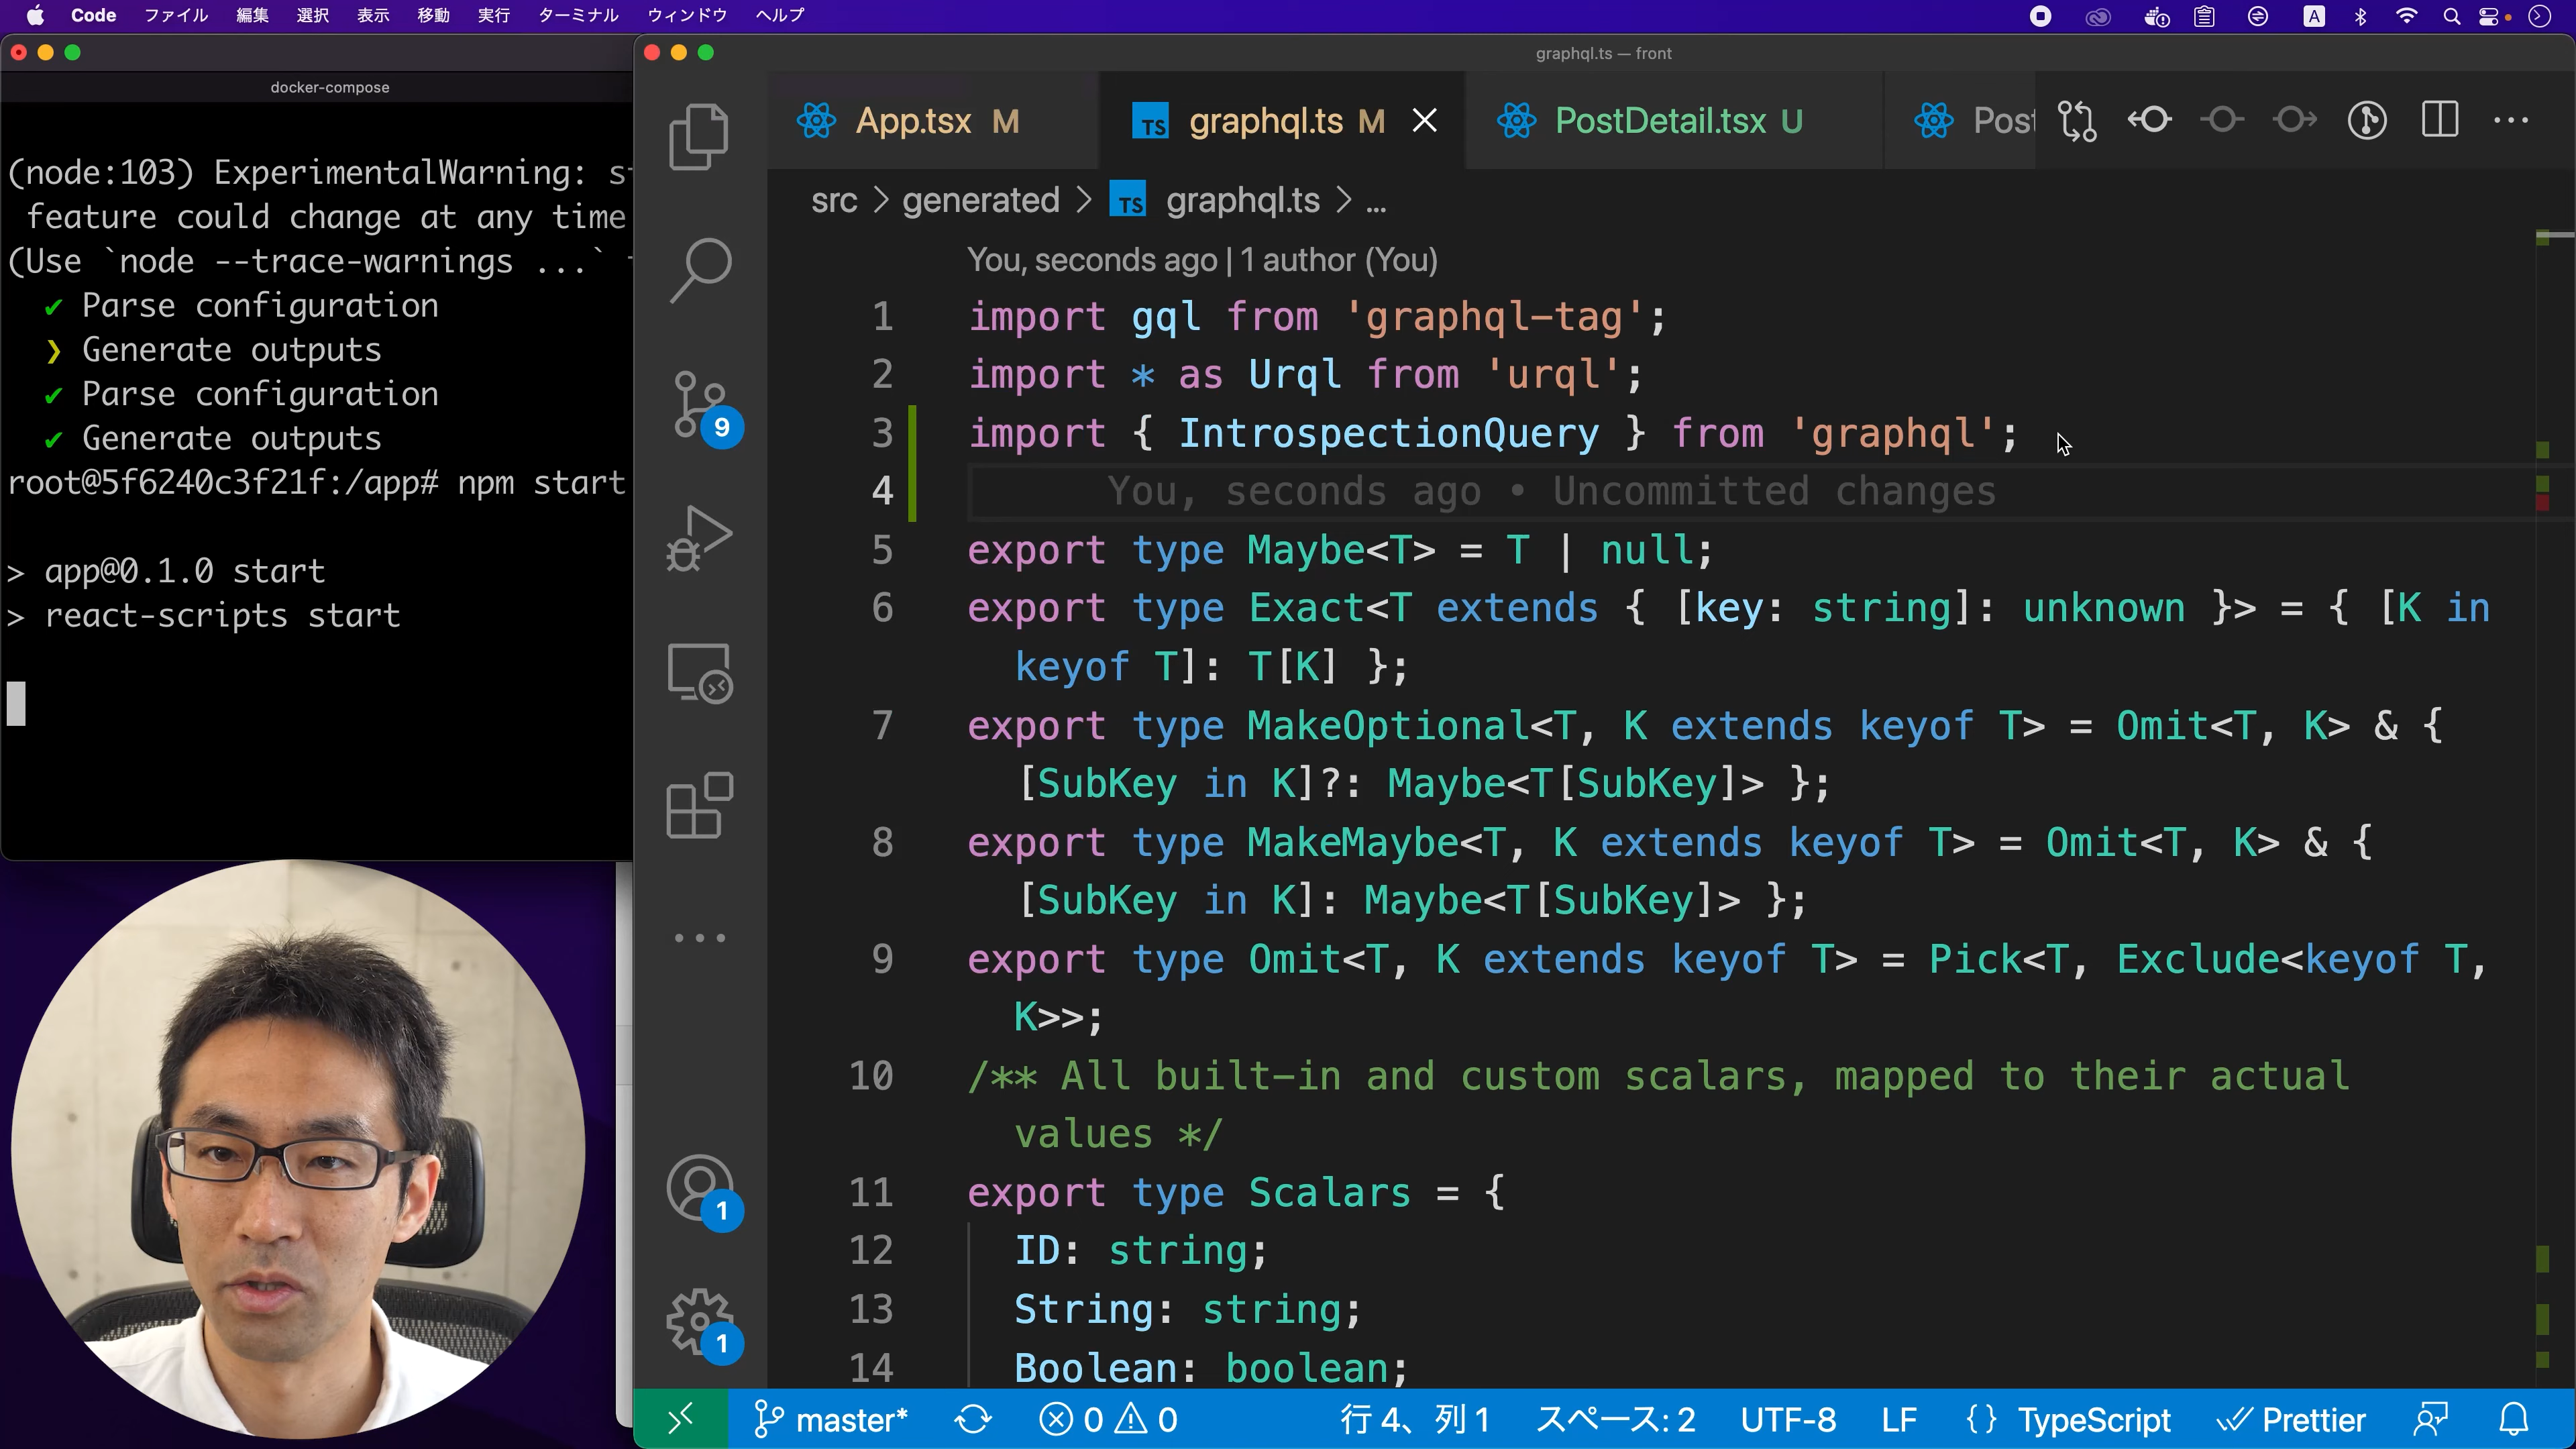 Code ファイル 編集 選択 表示 移動 実行 ターミナル ウィンドウ ヘルプ
A
docker-compose
(node:103) ExperimentalWarning: st
feature could change at any time
(Use `node --trace-warnings ...`
✔ Parse configuration
❯ Generate outputs
✔ Parse configuration
✔ Generate outputs
root@5f6240c3f21f:/app# npm start
> app@0.1.0 start
> react-scripts start
graphql.ts — front
App.tsx M
TS graphql.ts M
PostDetail.tsx U
Post
src > generated > TS graphql.ts > ...
You, seconds ago | 1 author (You)
1 import gql from 'graphql-tag';
2 import * as Urql from 'urql';
3 import { IntrospectionQuery } from 'graphql';
4 You, seconds ago • Uncommitted changes
5 export type Maybe<T> = T | null;
6 export type Exact<T extends { [key: string]: unknown }> = { [K in
keyof T]: T[K] };
7 export type MakeOptional<T, K extends keyof T> = Omit<T, K> & {
[SubKey in K]?: Maybe<T[SubKey]> };
8 export type MakeMaybe<T, K extends keyof T> = Omit<T, K> & {
[SubKey in K]: Maybe<T[SubKey]> };
9 export type Omit<T, K extends keyof T> = Pick<T, Exclude<keyof T,
K>>;
10 /** All built-in and custom scalars, mapped to their actual
values */
11 export type Scalars = {
12 ID: string;
13 String: string;
14 Boolean: boolean;
9
1
1
master* 0 0 行 4、列 1 スペース: 2 UTF-8 LF {} TypeScript Prettier